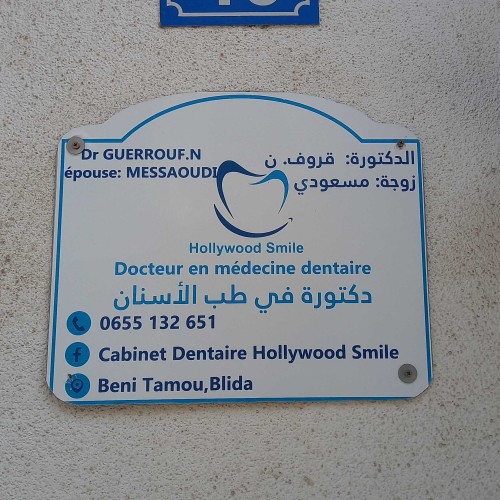 Dr GUERROUF.N
épouse: MESSAOUDI
الدكتورة: قروف. ن
زوجة: مسعودي
Hollywood Smile
Docteur en médecine dentaire
دكتورة في طب الأسنان
0655 132 651
Cabinet Dentaire Hollywood Smile
Beni Tamou,Blida